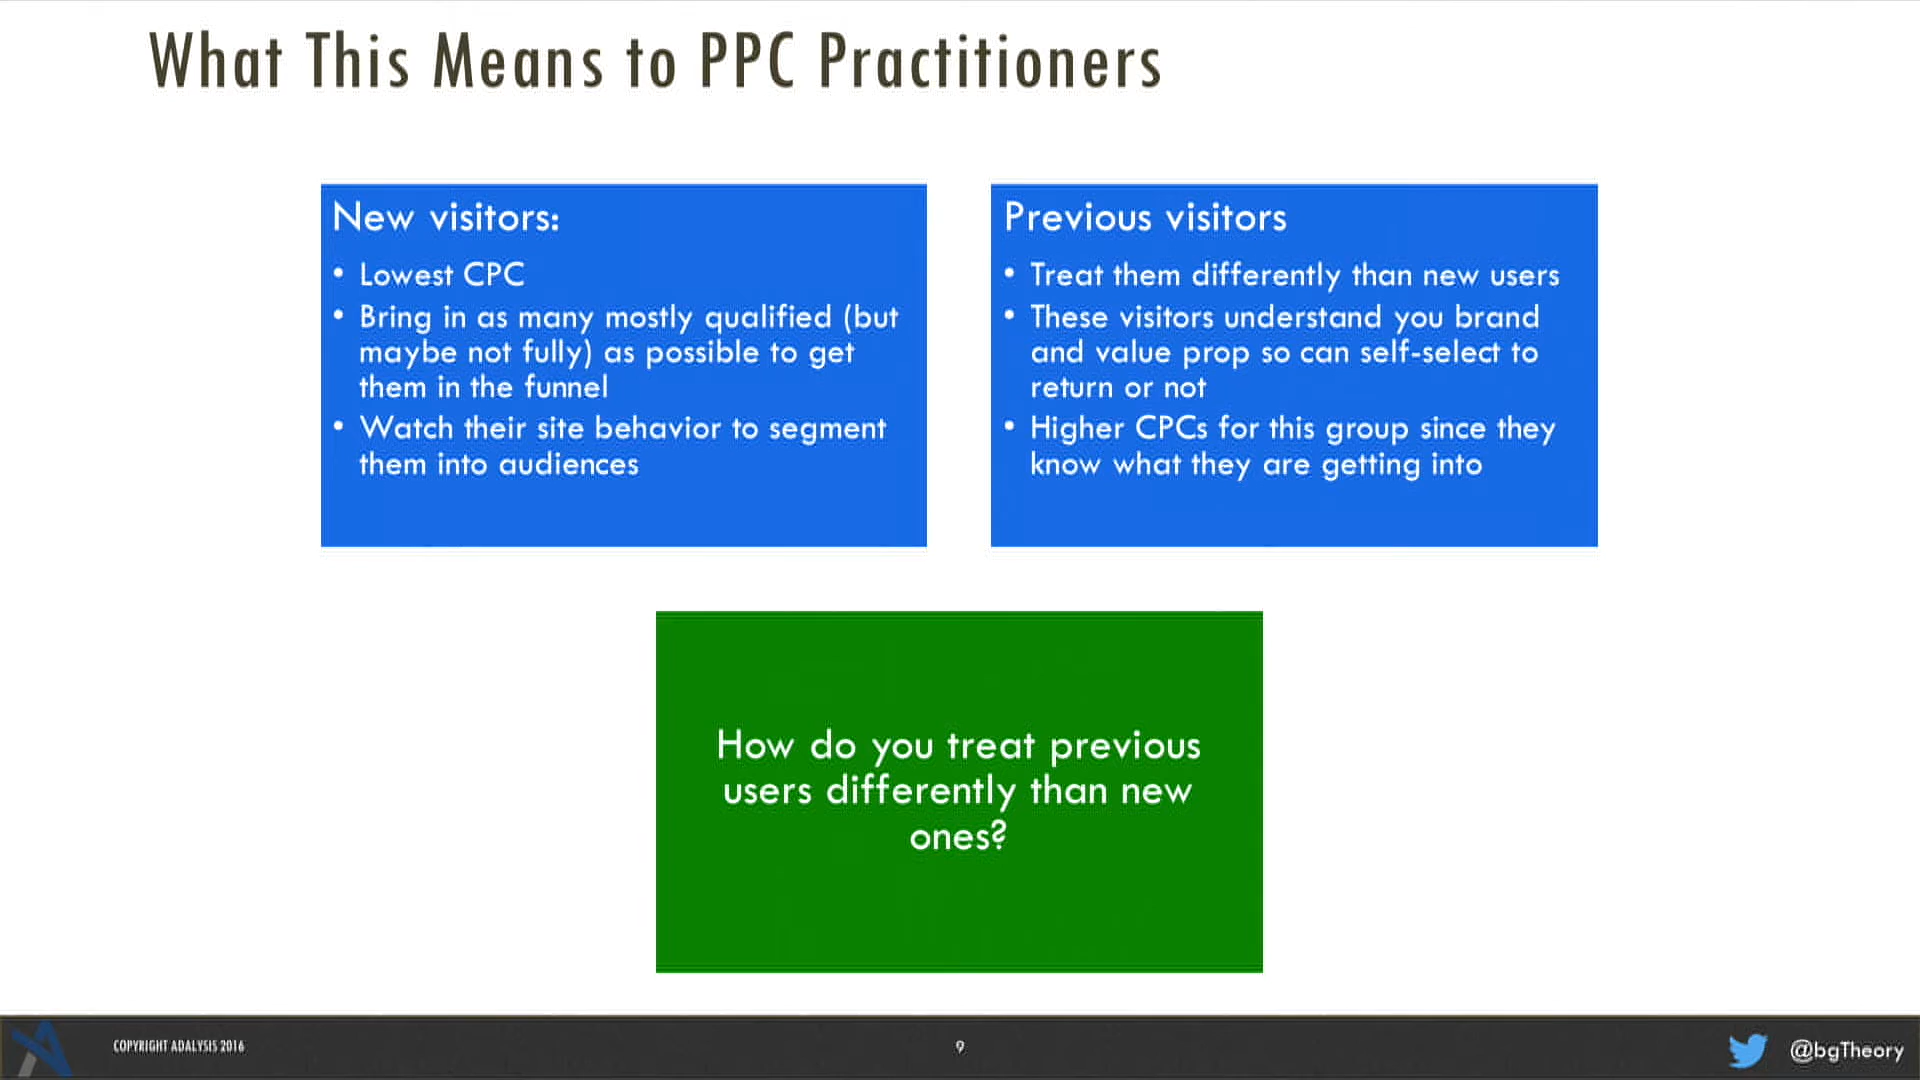 What This Means to PPC Practitioners
New visitors:
• Lowest CPC
• Bring in as many mostly qualified (but
maybe not fully) as possible to get
them in the funnel
• Watch their site behavior to segment
them into audiences
Previous visitors
• Treat them differently than new users
• These visitors understand you brand
and value prop so can self-select to
return or not
• Higher CPCs for this group since they
know what they are getting into
How do you treat previous
users differently than new
ones?
COPYRIGHT ADALYSIS 2016
9
@bgTheory